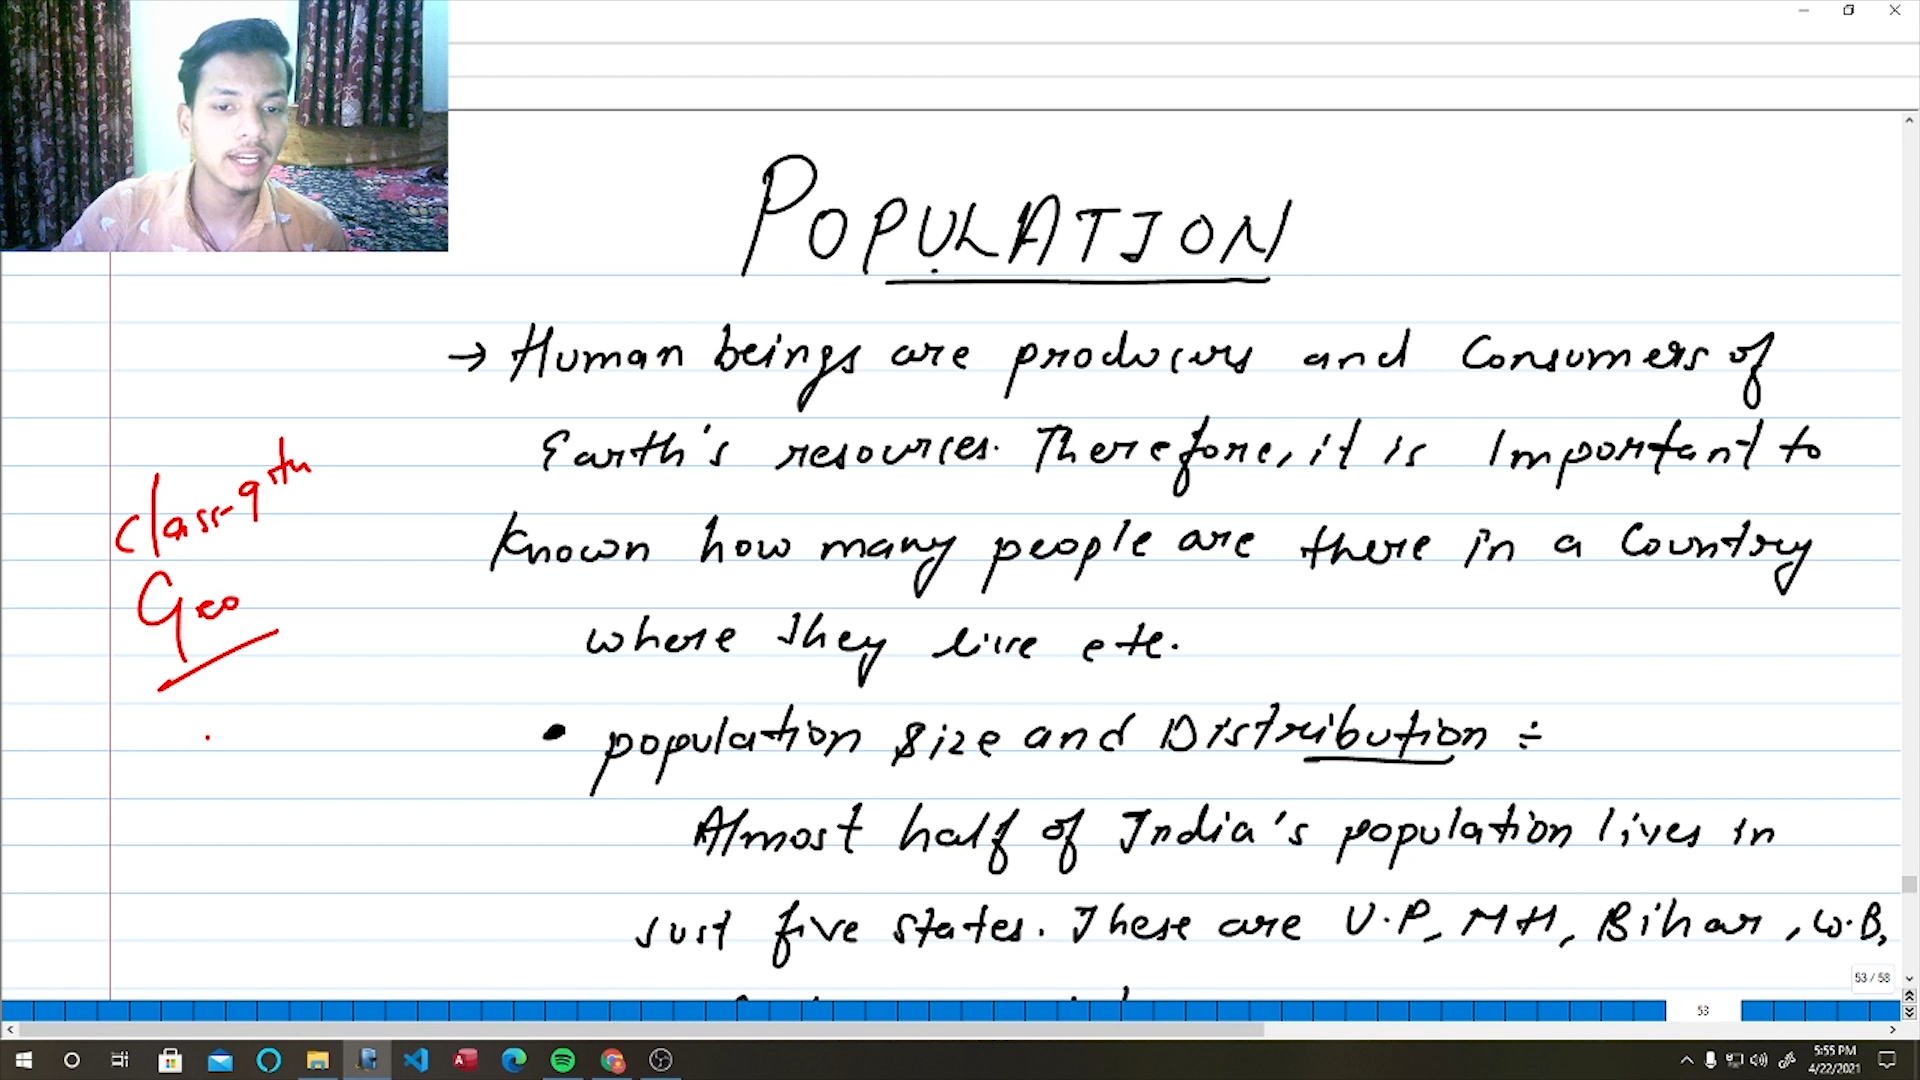 POPULATION
→ Human beings are producers and Consumers of
Earth's resources. Therefore, it is Important to
Known how many people are there in a Country
where they live etc.
Class-9th
Geo
• population Size and Distribution ÷
Almost half of India's population lives in
Just five states. These are U.P, MH, Bihar, W.B,
53 / 58
53
5:55 PM
4/22/2021